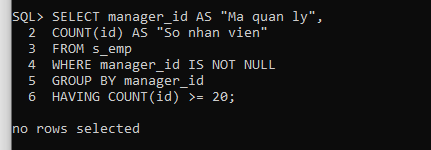 SQL> SELECT manager_id AS "Ma quan ly",
  2  COUNT(id) AS "So nhan vien"
  3  FROM s_emp
  4  WHERE manager_id IS NOT NULL
  5  GROUP BY manager_id
  6  HAVING COUNT(id) >= 20;
no rows selected